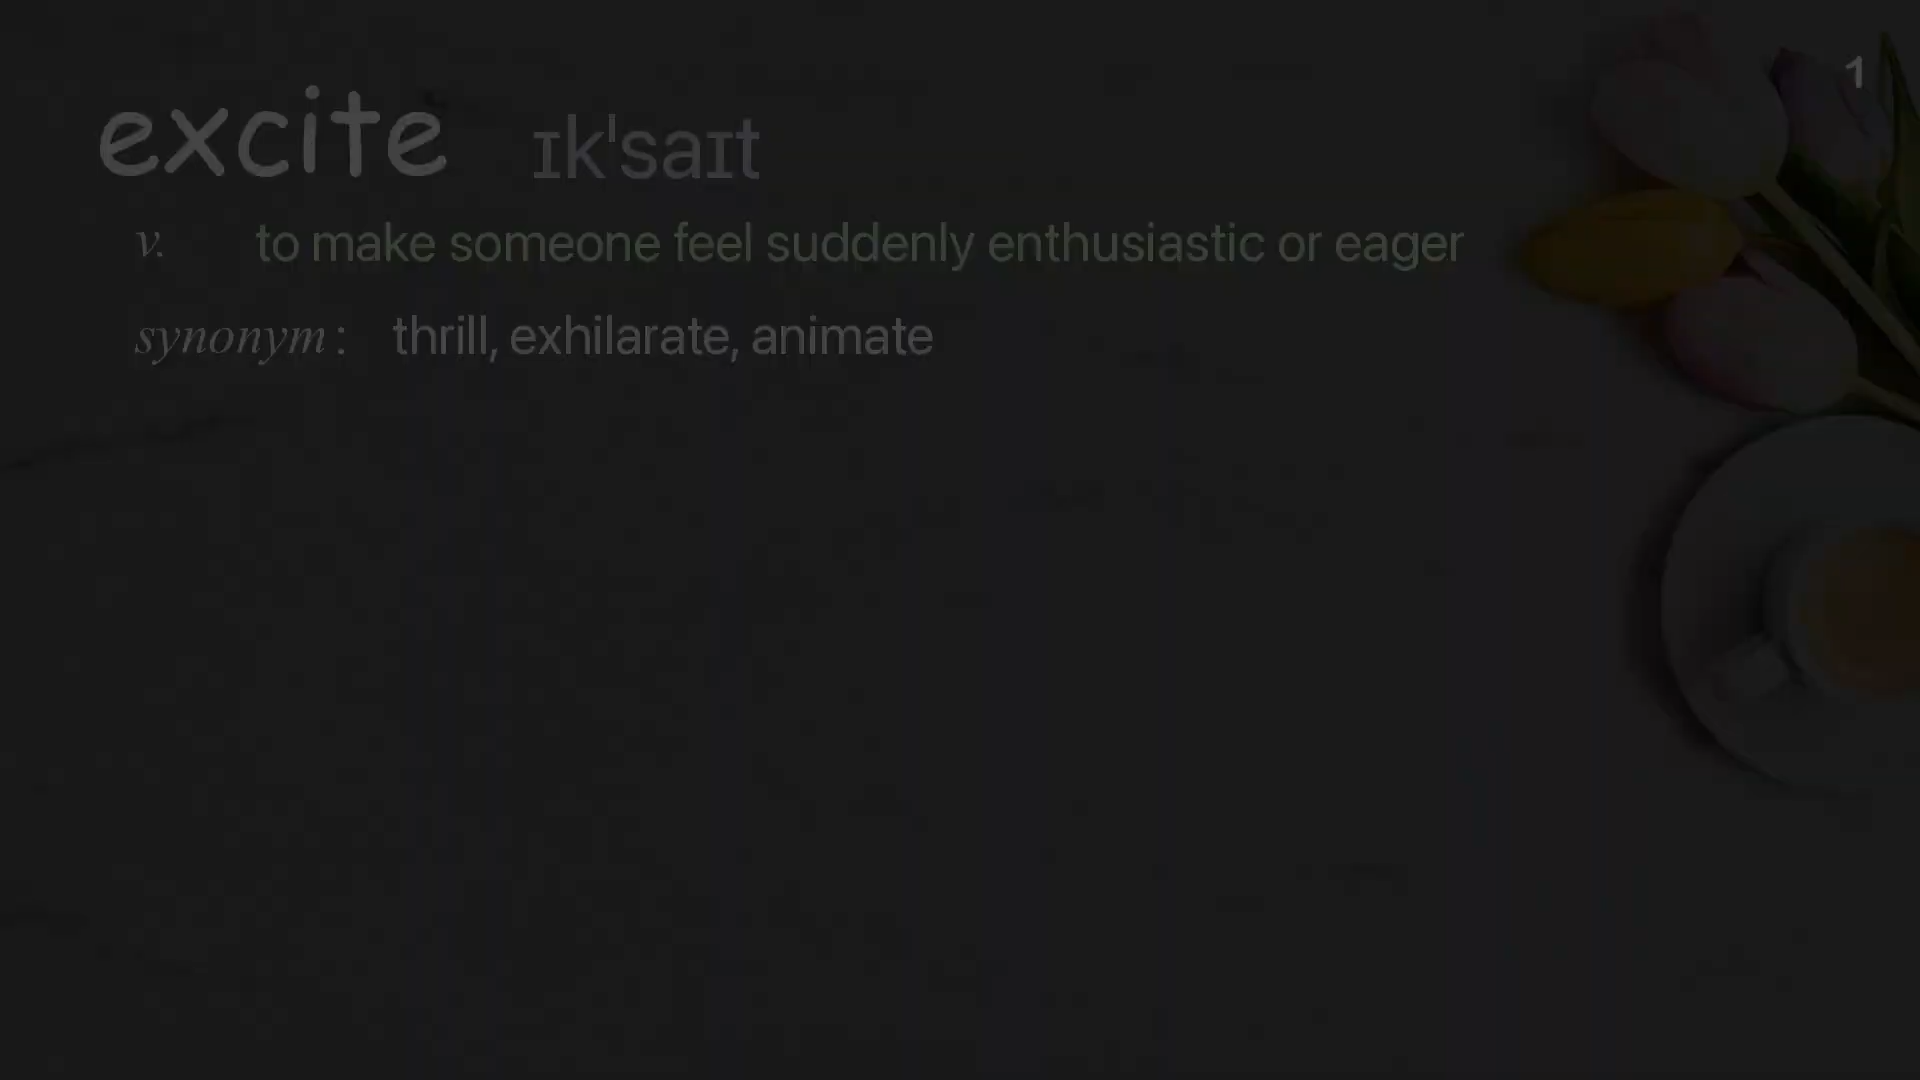 1
excite ɪkˈsaɪt
v. to make someone feel suddenly enthusiastic or eager
synonym : thrill, exhilarate, animate